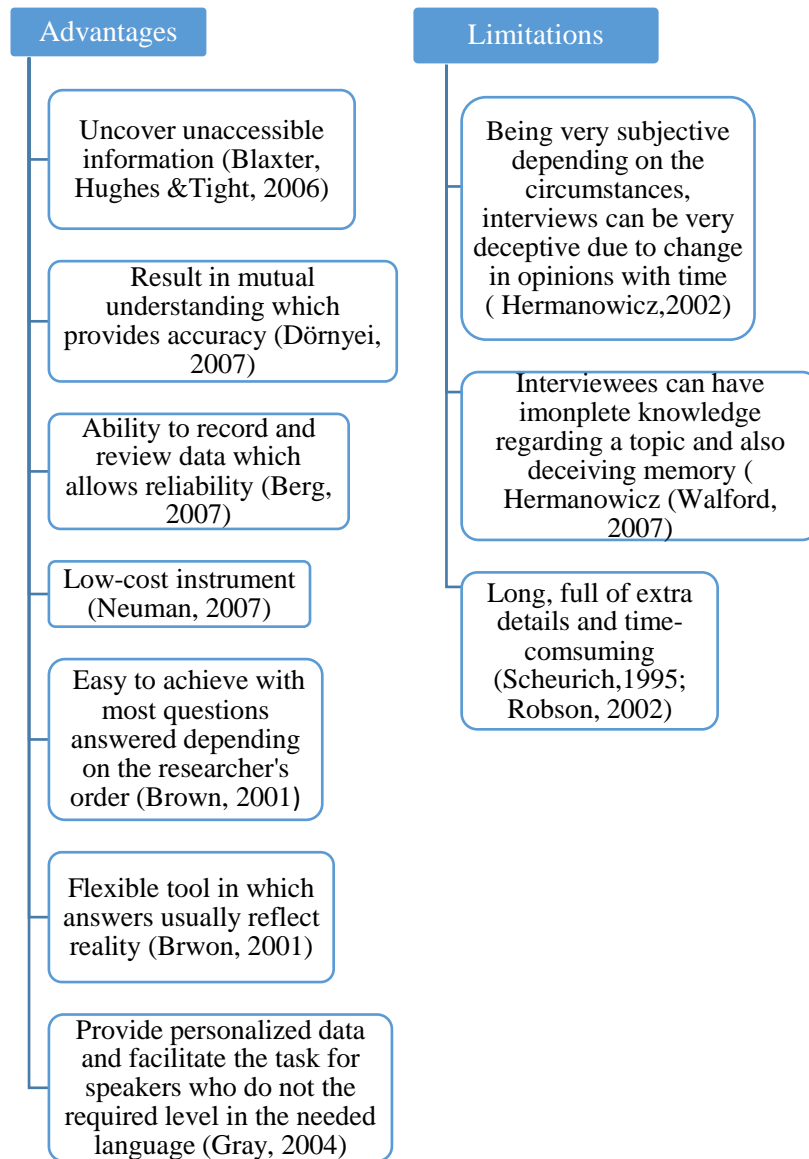 Advantages
Uncover unaccessible
information (Blaxter,
Hughes &Tight, 2006)
Result in mutual
understanding which
provides accuracy (Dörnyei,
2007)
Ability to record and
review data which
allows reliability (Berg,
2007)
Low-cost instrument
(Neuman, 2007)
Easy to achieve with
most questions
answered depending
on the researcher's
order (Brown, 2001)
Flexible tool in which
answers usually reflect
reality (Brwon, 2001)
Provide personalized data
and facilitate the task for
speakers who do not the
required level in the needed
language (Gray, 2004)
Limitations
Being very subjective
depending on the
circumstances,
interviews can be very
deceptive due to change
in opinions with time
( Hermanowicz,2002)
Interviewees can have
imonplete knowledge
regarding a topic and also
deceiving memory (
Hermanowicz (Walford,
2007)
Long, full of extra
details and time-
comsuming
(Scheurich,1995;
Robson, 2002)